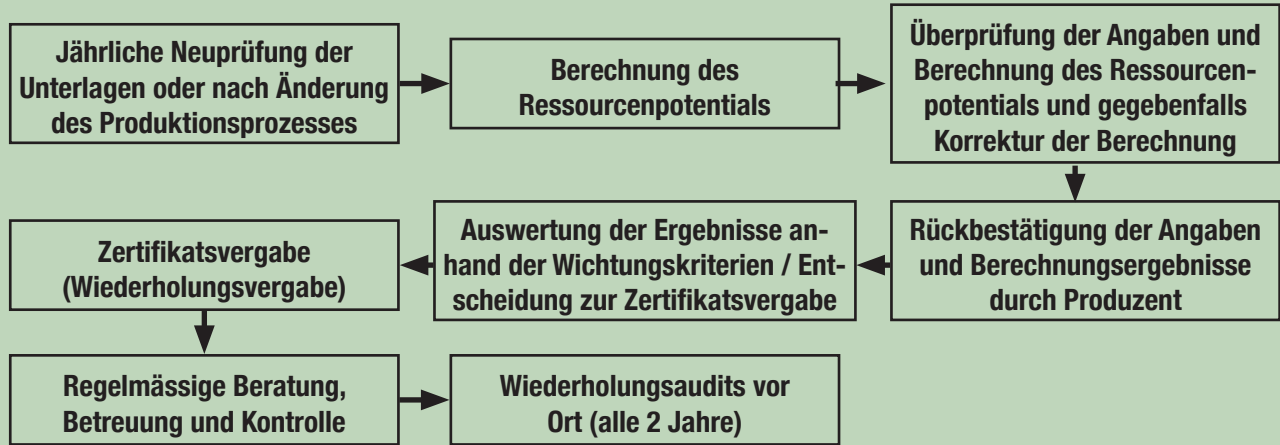 Jährliche Neuprüfung der
Unterlagen oder nach Änderung
des Produktionsprozesses
Berechnung des
Ressourcenpotentials
Überprüfung der Angaben und
Berechnung des Ressourcen-
potentials und gegebenfalls
Korrektur der Berechnung
Rückbestätigung der Angaben
und Berechnungsergebnisse
durch Produzent
Auswertung der Ergebnisse an-
hand der Wichtungskriterien / Ent-
scheidung zur Zertifikatsvergabe
Zertifikatsvergabe
(Wiederholungsvergabe)
Regelmässige Beratung,
Betreuung und Kontrolle
Wiederholungsaudits vor
Ort (alle 2 Jahre)